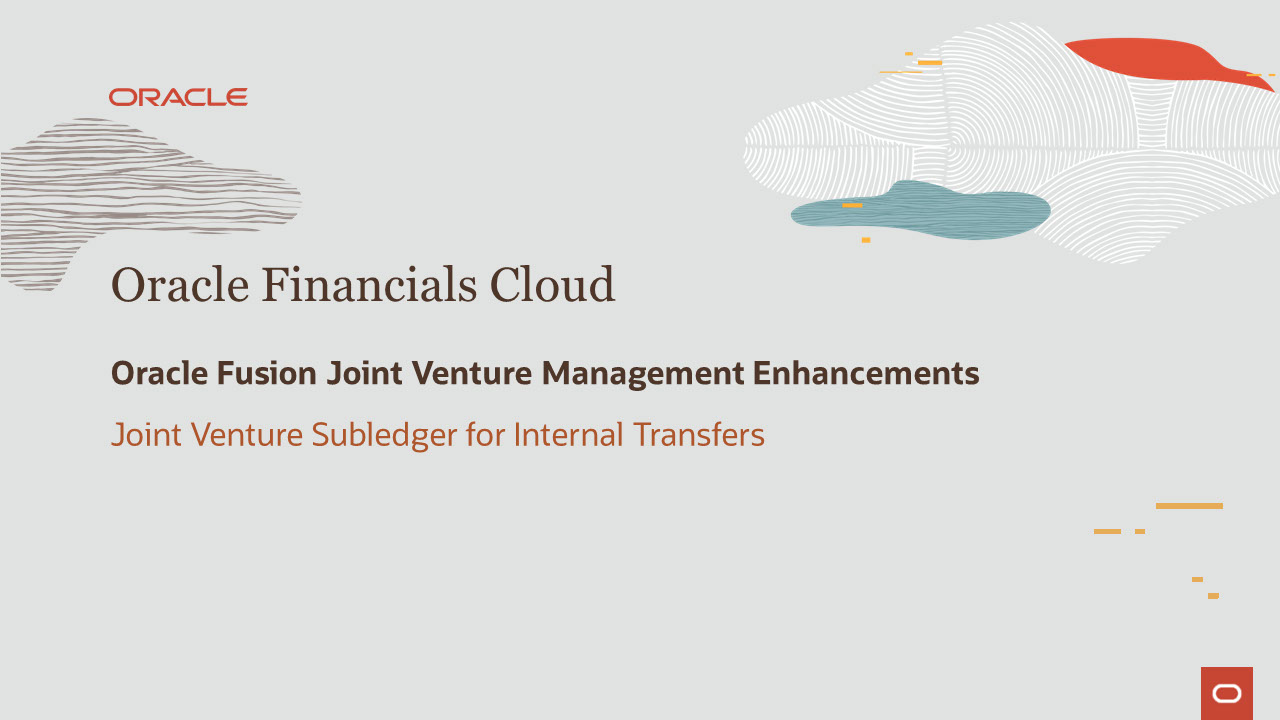 ORACLE
Oracle Financials Cloud
Oracle Fusion Joint Venture Management Enhancements
Joint Venture Subledger for Internal Transfers